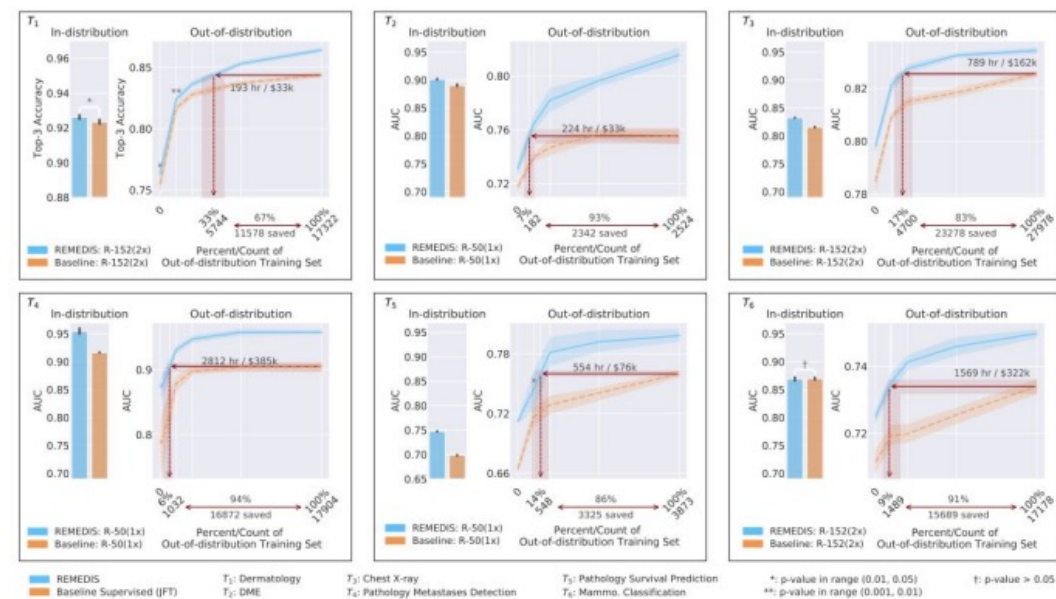 T1
In-distribution
Out-of-distribution
Top-3 Accuracy
0.96
0.94
0.92
0.90
0.88
Top-3 Accuracy
0.85
0.80
0.75
*
**
*
193 hr / $33k
0
33%
5744
67%
11578 saved
100%
17322
REMEDIS: R-152(2x)
Baseline: R-152(2x)
Percent/Count of
Out-of-distribution Training Set
T2
In-distribution
Out-of-distribution
AUC
0.95
0.90
0.85
0.80
0.75
0.70
AUC
0.80
0.76
0.72
224 hr / $33k
0
7%
182
93%
2342 saved
100%
2524
REMEDIS: R-50(1x)
Baseline: R-50(1x)
Percent/Count of
Out-of-distribution Training Set
T3
In-distribution
Out-of-distribution
AUC
0.95
0.90
0.85
0.80
0.75
0.70
AUC
0.82
0.80
0.78
789 hr / $162k
0
17%
4700
83%
23278 saved
100%
27978
REMEDIS: R-152(2x)
Baseline: R-152(2x)
Percent/Count of
Out-of-distribution Training Set
T4
In-distribution
Out-of-distribution
AUC
0.95
0.90
0.85
0.80
0.75
0.70
AUC
0.9
0.8
2812 hr / $385k
0
6%
1032
94%
16872 saved
100%
17904
REMEDIS: R-50(1x)
Baseline: R-50(1x)
Percent/Count of
Out-of-distribution Training Set
T5
In-distribution
Out-of-distribution
AUC
0.90
0.85
0.80
0.75
0.70
0.65
AUC
0.78
0.72
0.66
*
554 hr / $76k
0
14%
548
86%
3325 saved
100%
3873
REMEDIS: R-50(1x)
Baseline: R-50(1x)
Percent/Count of
Out-of-distribution Training Set
T6
In-distribution
Out-of-distribution
AUC
0.95
0.90
0.85
0.80
0.75
0.70
AUC
0.74
0.72
†
1569 hr / $322k
0
9%
1489
91%
15689 saved
100%
17178
REMEDIS: R-152(2x)
Baseline: R-152(2x)
Percent/Count of
Out-of-distribution Training Set
REMEDIS
Baseline Supervised (JFT)
T1: Dermatology
T2: DME
T3: Chest X-ray
T4: Pathology Metastases Detection
T5: Pathology Survival Prediction
T6: Mammo. Classification
*: p-value in range (0.01, 0.05)
**: p-value in range (0.001, 0.01)
†: p-value > 0.05